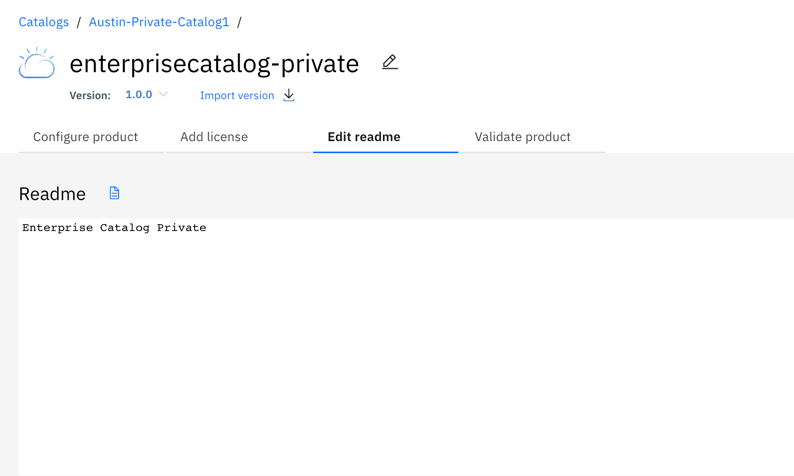 Catalogs / Austin-Private-Catalog1 /
enterprisecatalog-private
Version: 1.0.0 Import version
Configure product Add license Edit readme Validate product
Readme
Enterprise Catalog Private